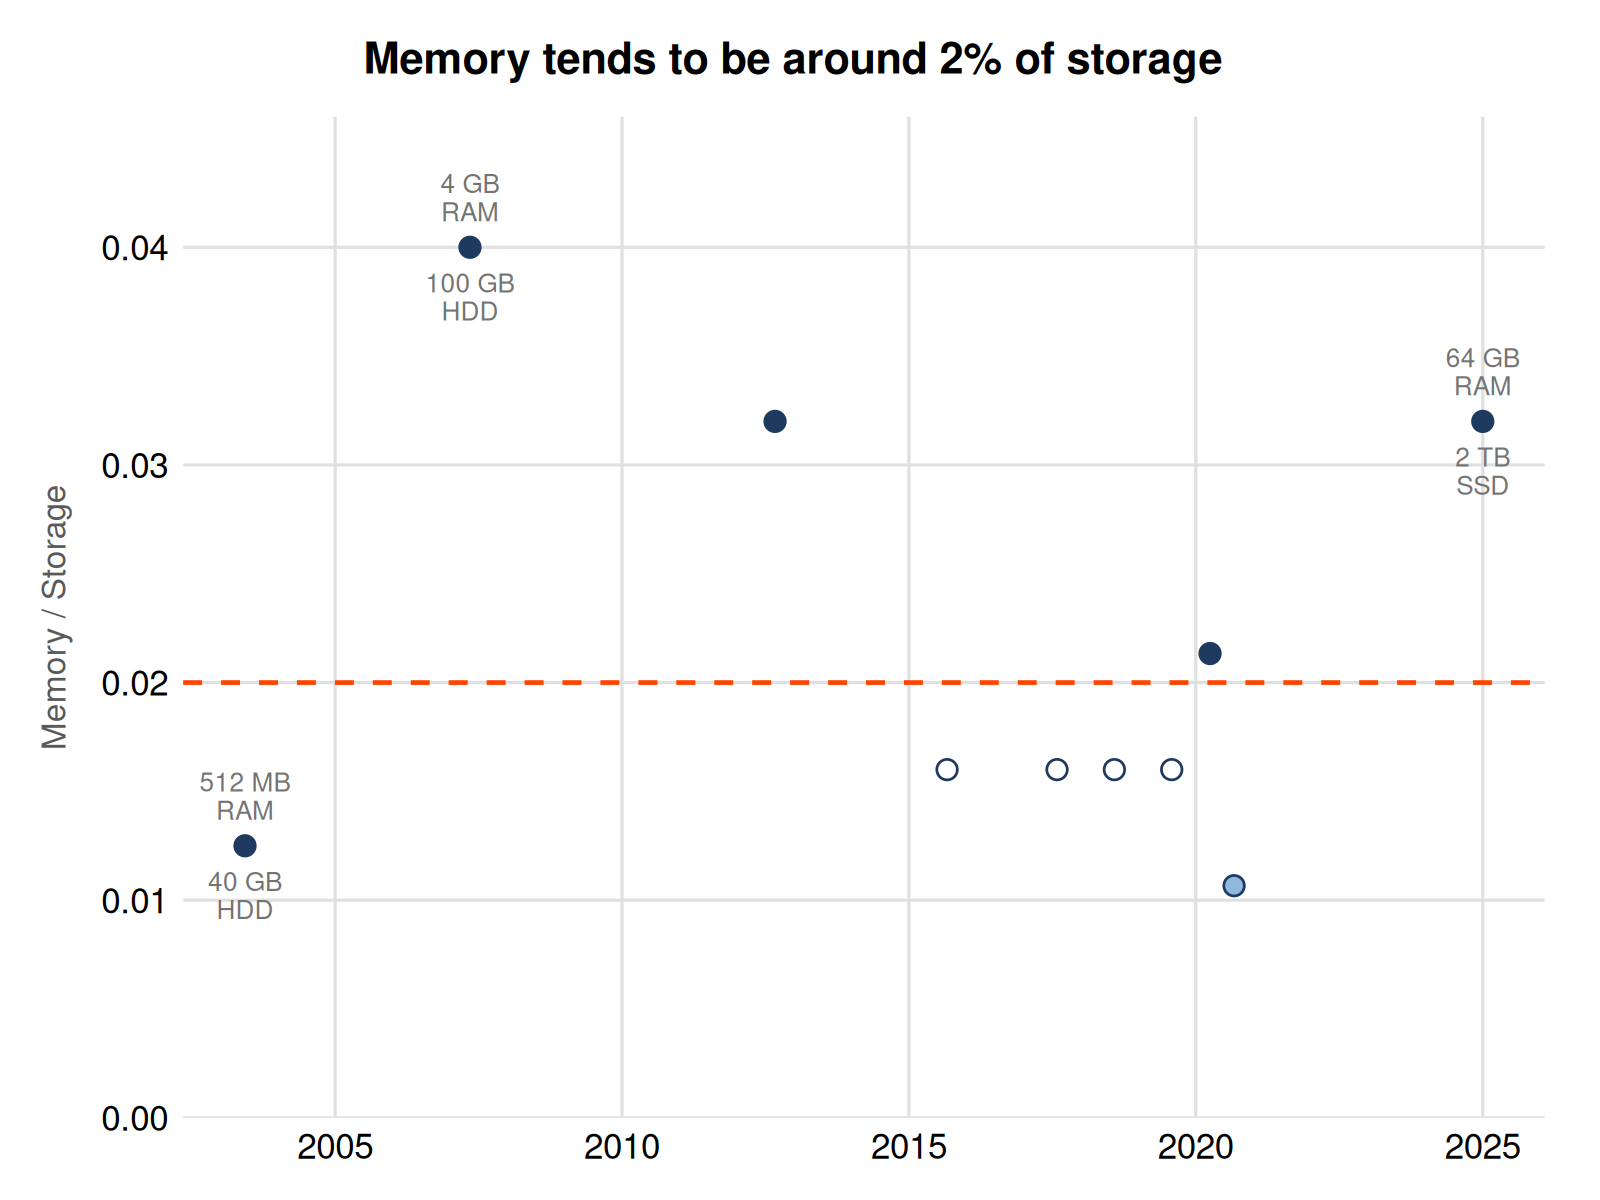 Memory tends to be around 2% of storage
Memory / Storage
0.04
0.03
0.02
0.01
0.00
4 GB
RAM
100 GB
HDD
64 GB
RAM
2 TB
SSD
512 MB
RAM
40 GB
HDD
2005
2010
2015
2020
2025